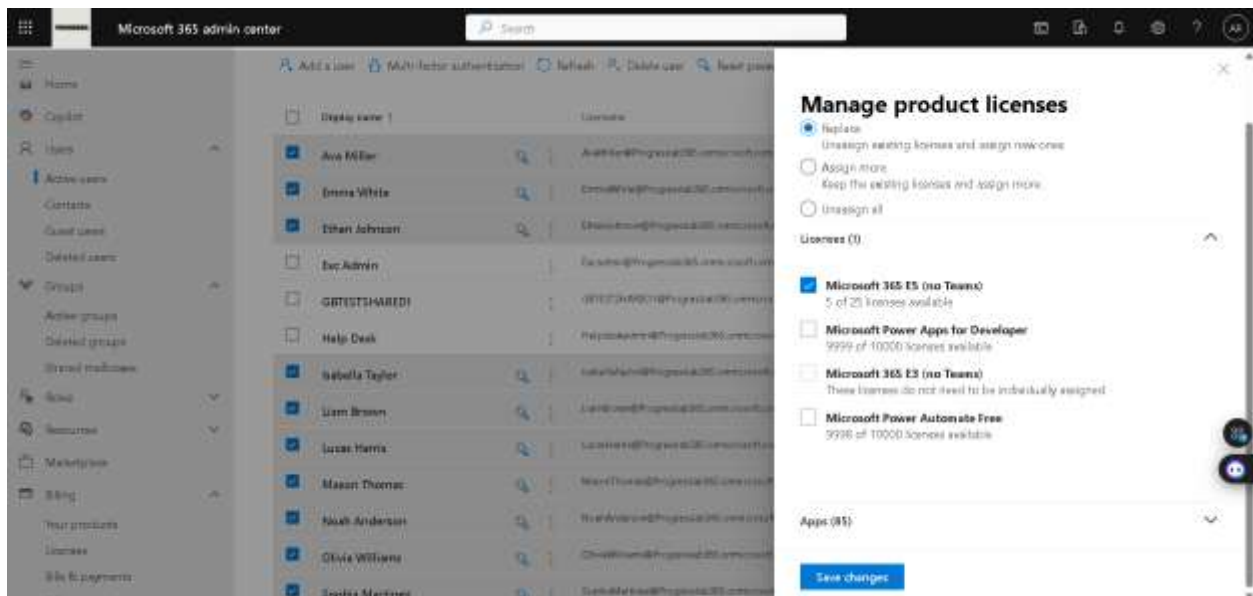 Microsoft 365 admin center
Search
Home
Copilot
Users
Active users
Contacts
Guest users
Deleted users
Groups
Active groups
Deleted groups
Shared mailboxes
Roles
Resources
Marketplace
Billing
Your products
Licenses
Bills & payments
Add a user
Multi-factor authentication
Refresh
Delete user
Reset
Display name
Username
Ava Miller
Emma White
Ethan Johnson
Exc Admin
GBTESTSHARED1
Help Desk
Isabella Taylor
Liam Brown
Lucas Harris
Mason Thomas
Noah Anderson
Olivia Williams
Sophia Martinez
Manage product licenses
Replace
Unassign existing licenses and assign new ones
Assign more
Keep the existing licenses and assign more.
Unassign all
Licenses (1)
Microsoft 365 E5 (no Teams)
5 of 25 licenses available
Microsoft Power Apps for Developer
9999 of 10000 licenses available
Microsoft 365 E3 (no Teams)
These licenses do not need to be individually assigned
Microsoft Power Automate Free
9998 of 10000 licenses available
Apps (85)
Save changes